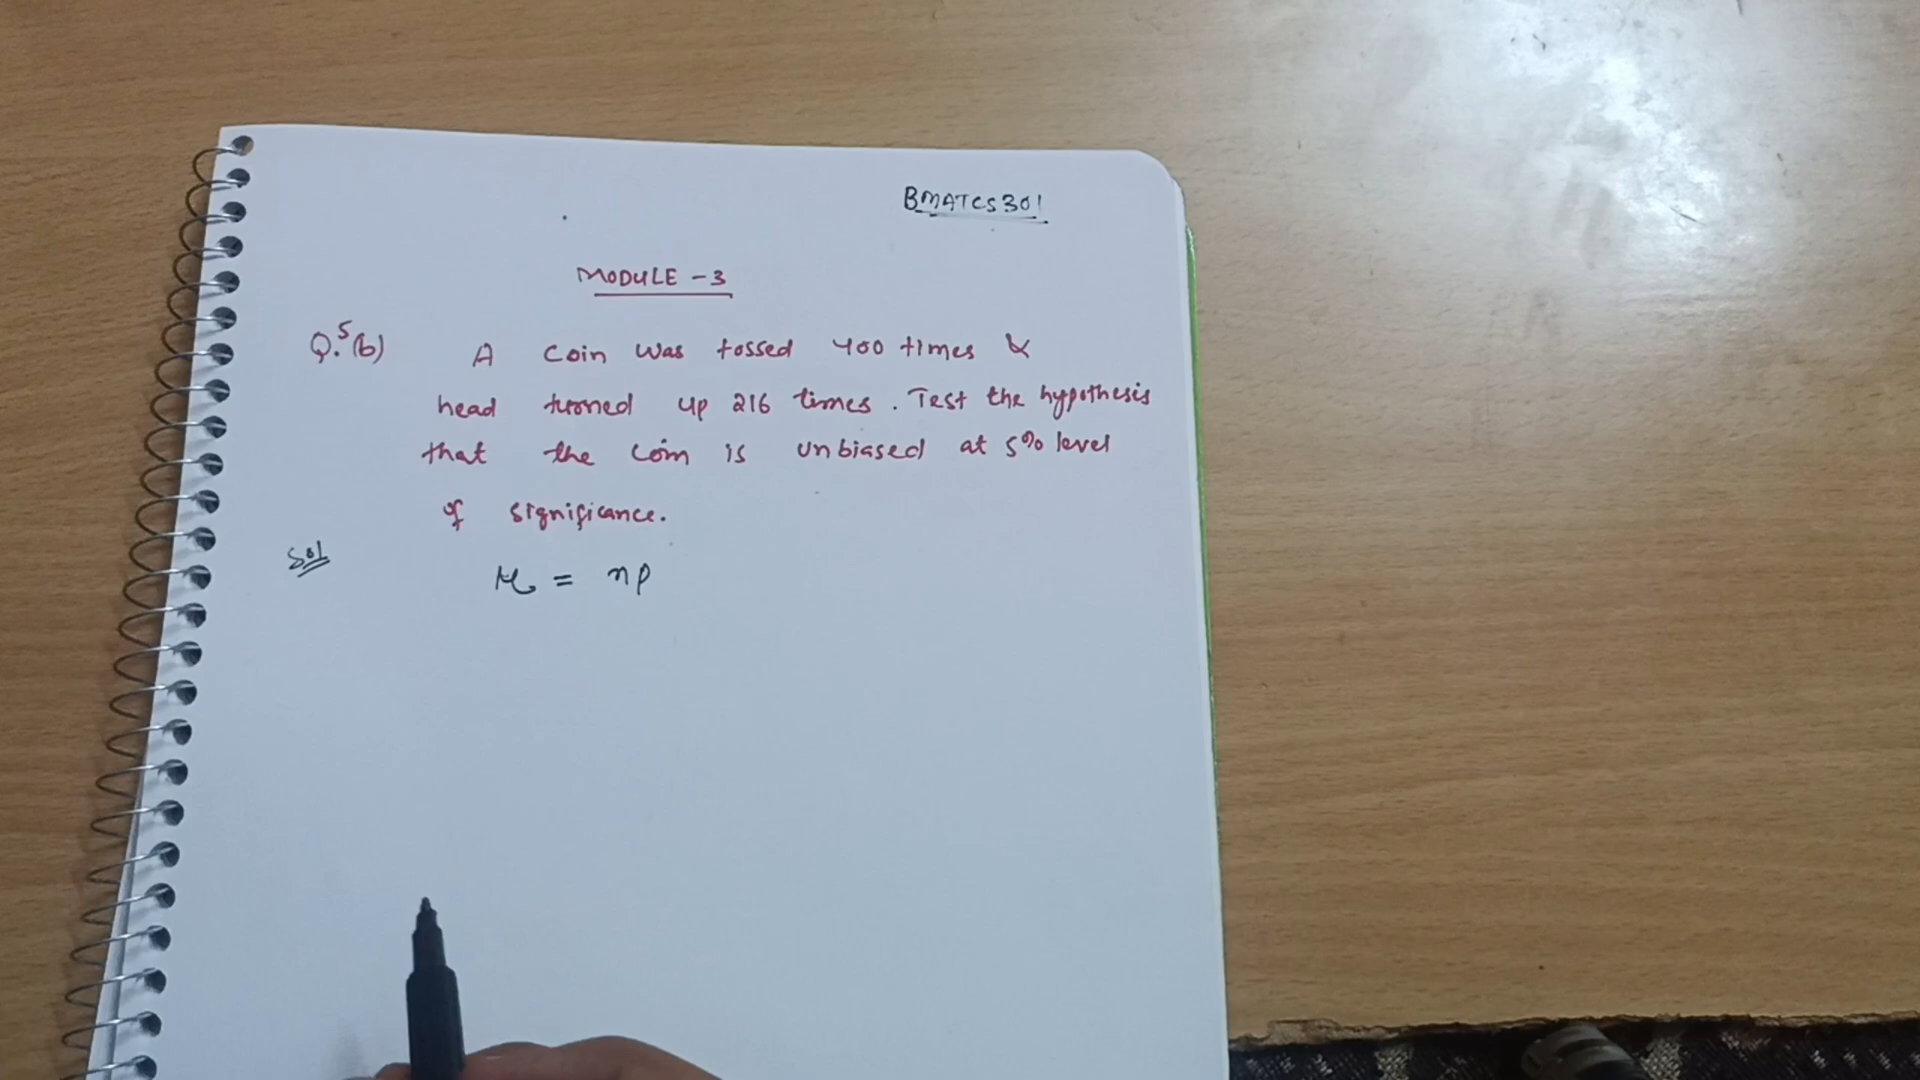 BMATCS301
MODULE - 3
Q.5(b) A coin was tossed 400 times &
head turned up 216 times. Test the hypothesis
that the coin is unbiased at 5% level
of significance.
Sol
μ = np